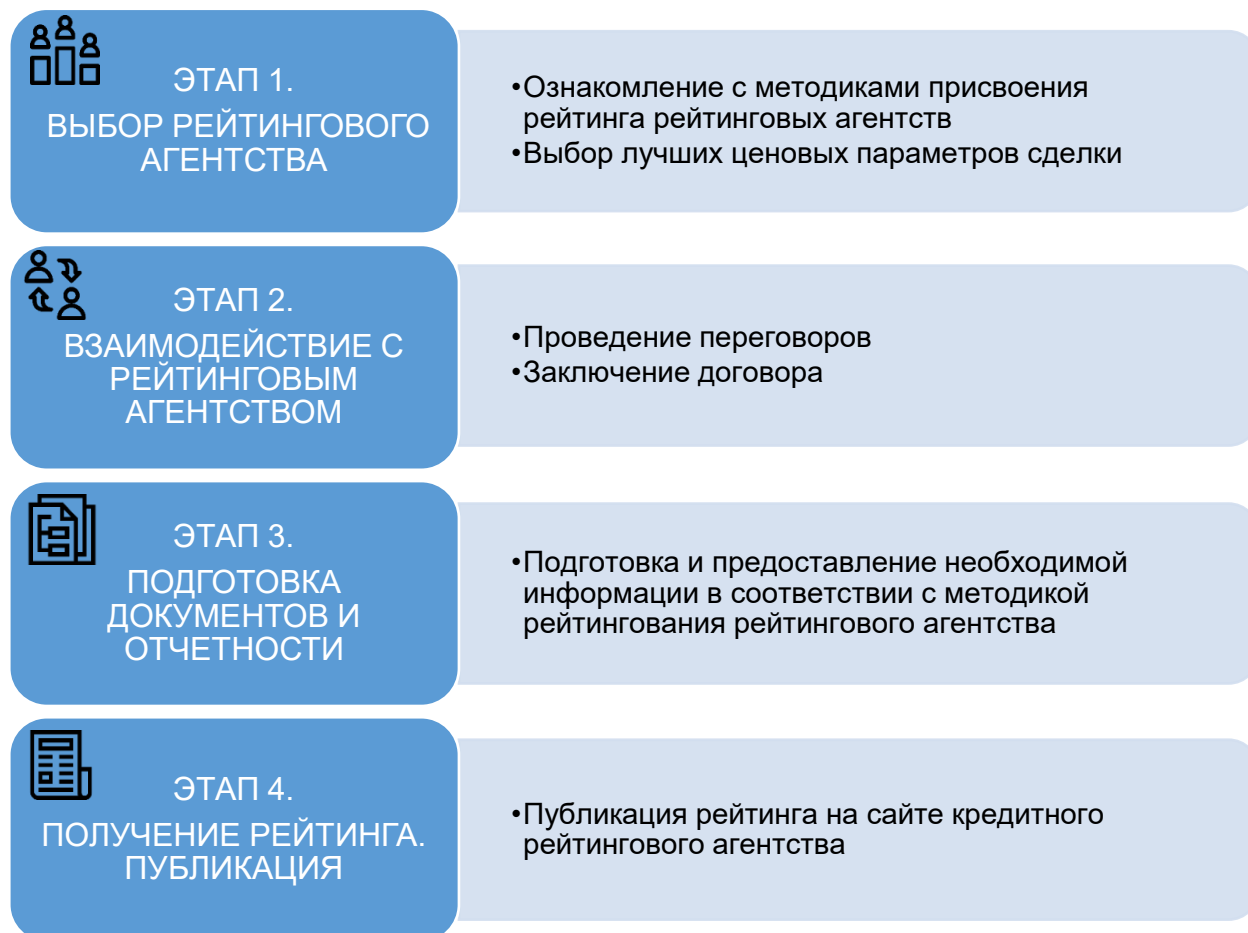 ЭТАП 1.
ВЫБОР РЕЙТИНГОВОГО
АГЕНТСТВА
•Ознакомление с методиками присвоения
рейтинга рейтинговых агентств
•Выбор лучших ценовых параметров сделки
ЭТАП 2.
ВЗАИМОДЕЙСТВИЕ С
РЕЙТИНГОВЫМ
АГЕНТСТВОМ
•Проведение переговоров
•Заключение договора
ЭТАП 3.
ПОДГОТОВКА
ДОКУМЕНТОВ И
ОТЧЕТНОСТИ
•Подготовка и предоставление необходимой
информации в соответствии с методикой
рейтингования рейтингового агентства
ЭТАП 4.
ПОЛУЧЕНИЕ РЕЙТИНГА.
ПУБЛИКАЦИЯ
•Публикация рейтинга на сайте кредитного
рейтингового агентства